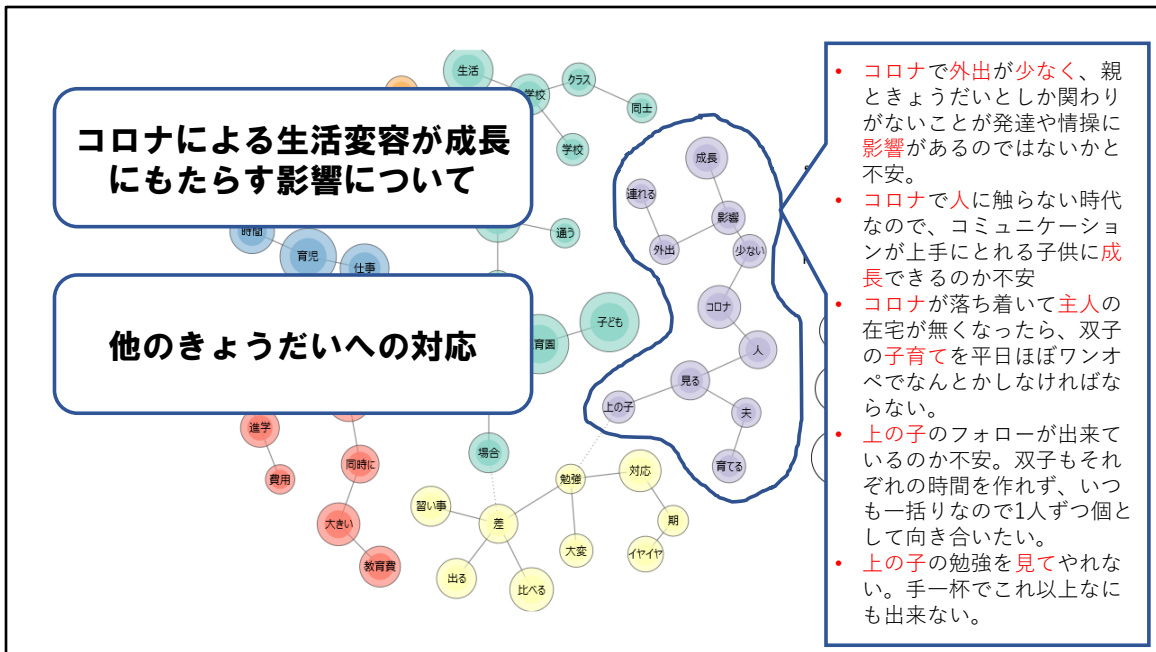 コロナによる生活変容が成長
にもたらす影響について
他のきょうだいへの対応
生活
学校
クラス
同士
学校
通う
時間
育児
仕事
子ども
育園
場合
進学
費用
同時に
大きい
教育費
成長
連れる
影響
外出
少ない
コロナ
人
見る
上の子
夫
育てる
勉強
対応
習い事
差
期
大変
イヤイヤ
出る
比べる
• コロナで外出が少なく、親
ときょうだいとしか関わり
がないことが発達や情操に
影響があるのではないかと
不安。
• コロナで人に触らない時代
なので、コミュニケーショ
ンが上手にとれる子供に成
長できるのか不安
• コロナが落ち着いて主人の
在宅が無くなったら、双子
の子育てを平日ほぼワンオ
ペでなんとかしなければな
らない。
• 上の子のフォローが出来て
いるのか不安。双子もそれ
ぞれの時間を作れず、いつ
も一括りなので1人ずつ個と
して向き合いたい。
• 上の子の勉強を見てやれな
い。手一杯でこれ以上なに
も出来ない。